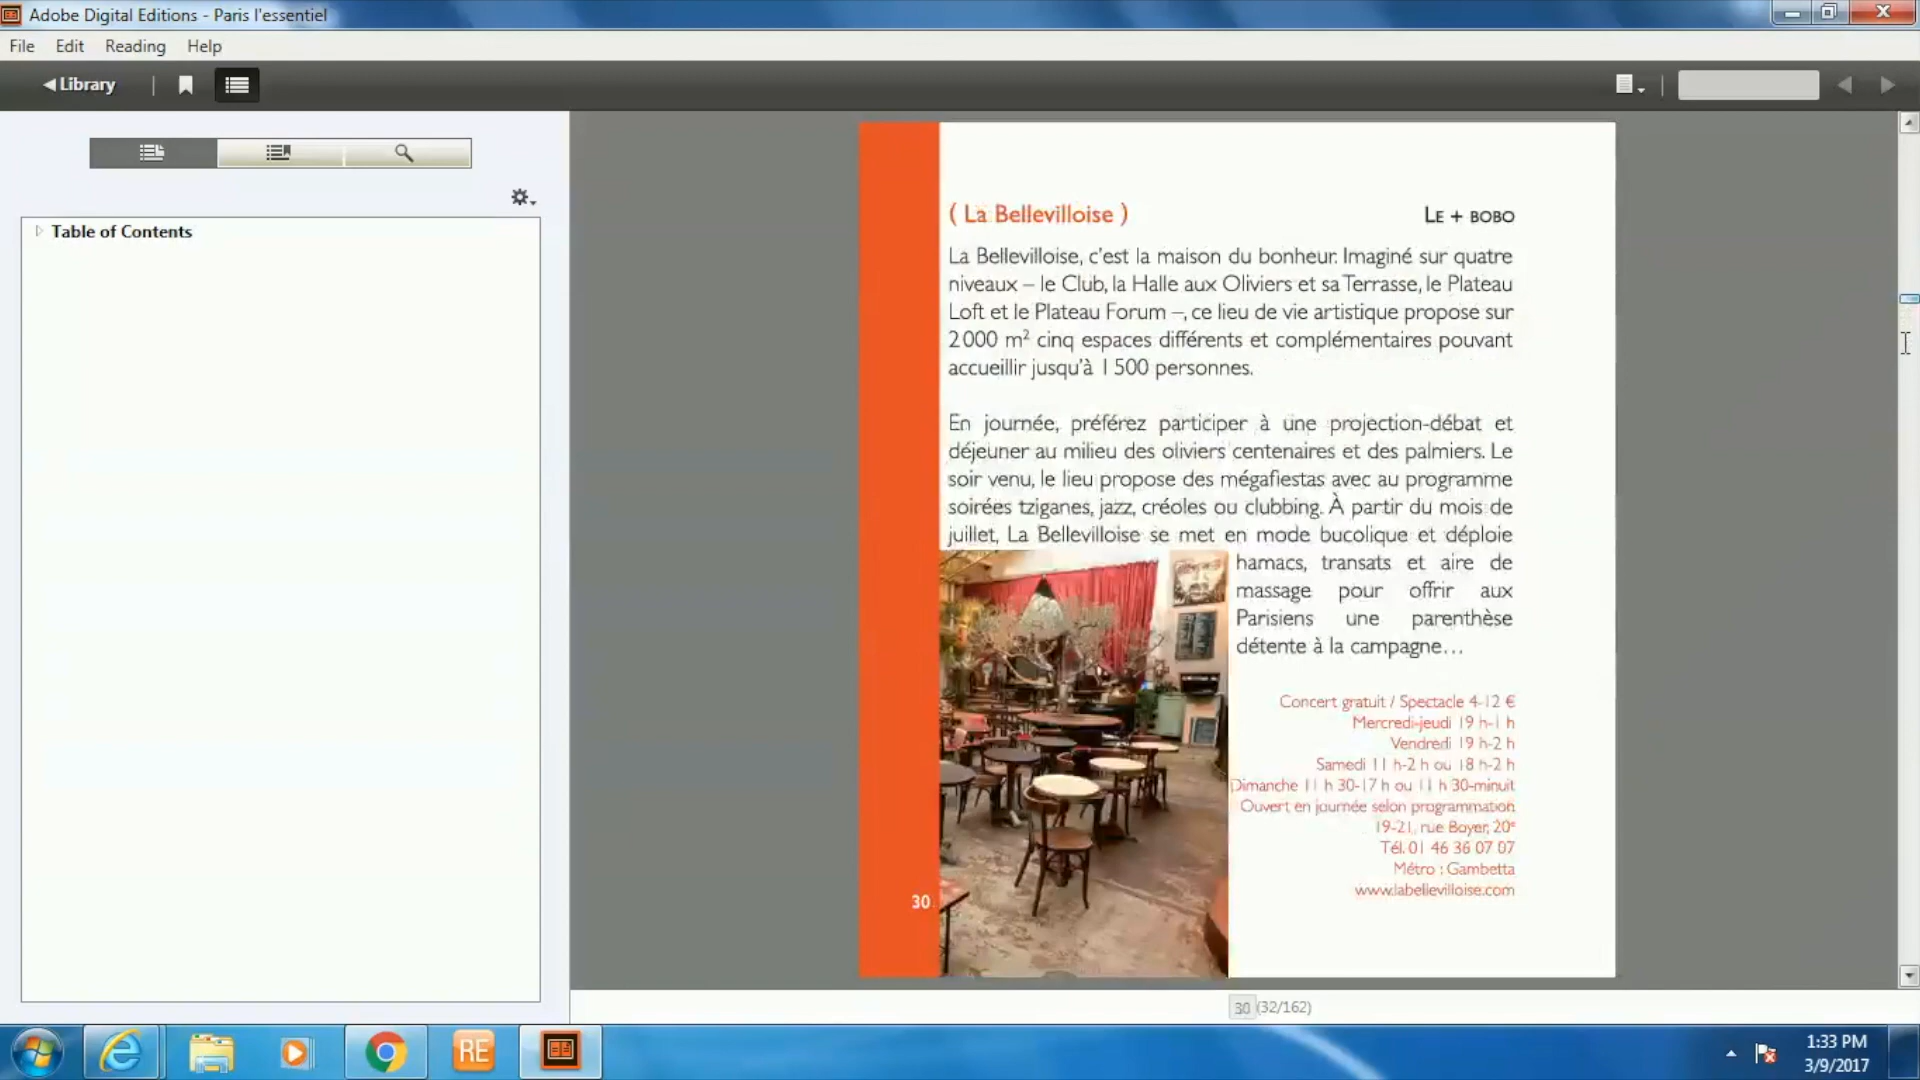 Adobe Digital Editions - Paris l'essentiel
File Edit Reading Help
Library
Table of Contents
( La Bellevilloise ) LE + BOBO
La Bellevilloise, c'est la maison du bonheur. Imaginé sur quatre
niveaux – le Club, la Halle aux Oliviers et sa Terrasse, le Plateau
Loft et le Plateau Forum –, ce lieu de vie artistique propose sur
2 000 m² cinq espaces différents et complémentaires pouvant
accueillir jusqu'à 1 500 personnes.
En journée, préférez participer à une projection-débat et
déjeuner au milieu des oliviers centenaires et des palmiers. Le
soir venu, le lieu propose des mégafiestas avec au programme
soirées tziganes, jazz, créoles ou clubbing. À partir du mois de
juillet, La Bellevilloise se met en mode bucolique et déploie
hamacs, transats et aire de
massage pour offrir aux
Parisiens une parenthèse
détente à la campagne…
Concert gratuit / Spectacle 4-12 €
Mercredi-jeudi 19 h-1 h
Vendredi 19 h-2 h
Samedi 11 h-2 h ou 18 h-2 h
Dimanche 11 h 30-17 h ou 11 h 30-minuit
Ouvert en journée selon programmation
19-21, rue Boyer, 20e
Tél. 01 46 36 07 07
Métro : Gambetta
www.labellevilloise.com
30
30 (32/162)
RE
1:33 PM
3/9/2017